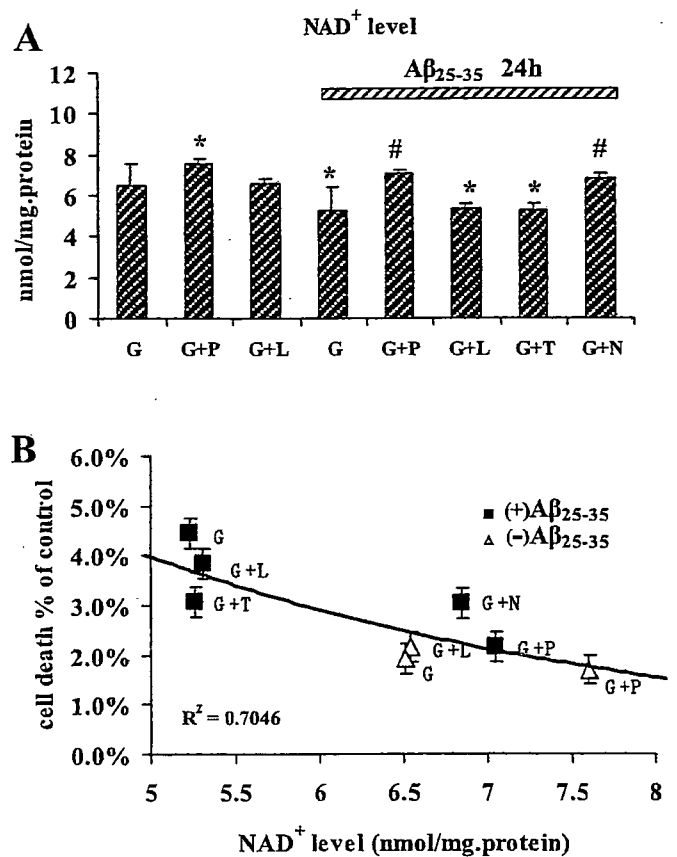 A
NAD+ level
Aβ25-35 24h
nmol/mg.protein
12
10
8
6
4
2
0
* * # * * #
G G+P G+L G G+P G+L G+T G+N
B
cell death % of control
6.0%
5.0%
4.0%
3.0%
2.0%
1.0%
0.0%
(+)Aβ25-35
(−)Aβ25-35
G
G+L
G+T
G+N
G+L
G+P
G
G+P
R² = 0.7046
5 5.5 6 6.5 7 7.5 8
NAD+ level (nmol/mg.protein)